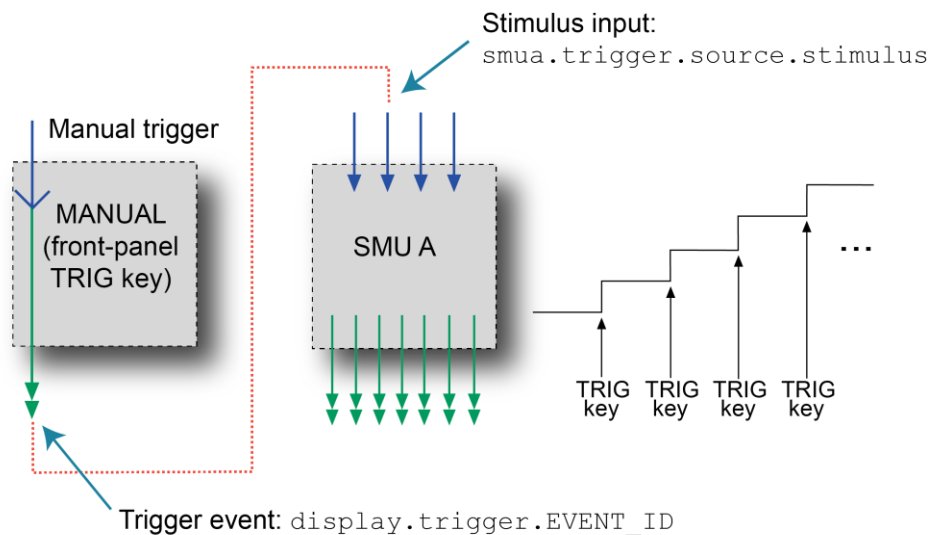 Stimulus input:
smua.trigger.source.stimulus
Manual trigger
MANUAL
(front-panel
TRIG key)
SMU A
...
TRIG
key
TRIG
key
TRIG
key
TRIG
key
Trigger event: display.trigger.EVENT_ID